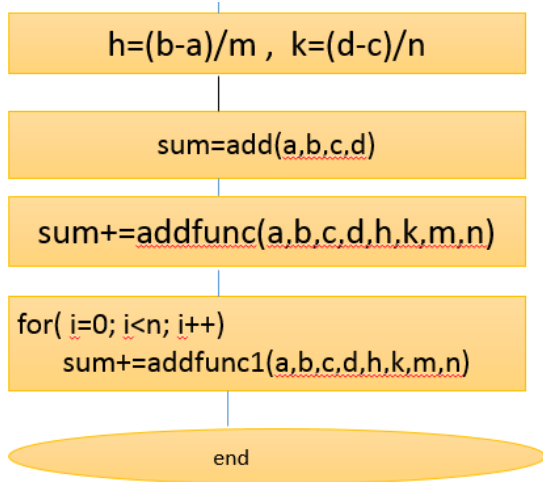 h=(b-a)/m , k=(d-c)/n
sum=add(a,b,c,d)
sum+=addfunc(a,b,c,d,h,k,m,n)
for( i=0; i<n; i++)
sum+=addfunc1(a,b,c,d,h,k,m,n)
end